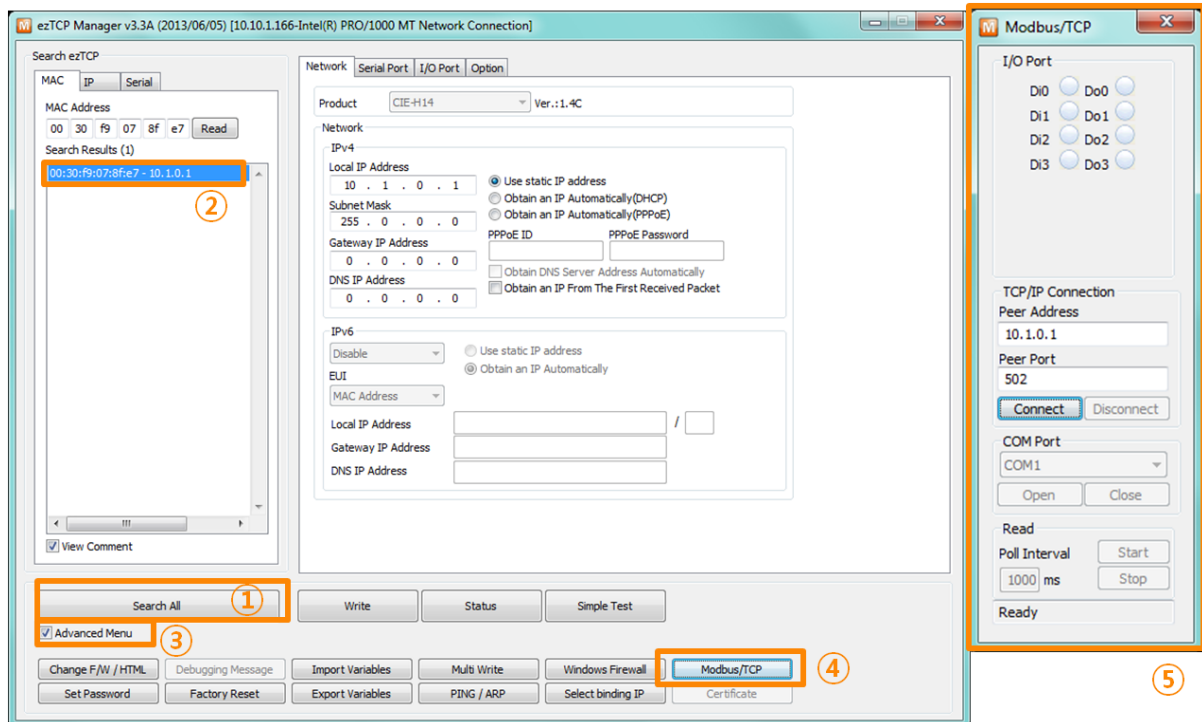 ezTCP Manager v3.3A (2013/06/05) [10.10.1.166-Intel(R) PRO/1000 MT Network Connection]
Search ezTCP
MAC IP Serial
MAC Address
00 30 f9 07 8f e7 Read
Search Results (1)
00:30:f9:07:8f:e7 - 10.1.0.1
②
View Comment
Network Serial Port I/O Port Option
Product CIE-H14 Ver.:1.4C
Network
IPv4
Local IP Address
10 . 1 . 0 . 1
Subnet Mask
255 . 0 . 0 . 0
Gateway IP Address
0 . 0 . 0 . 0
DNS IP Address
0 . 0 . 0 . 0
Use static IP address
Obtain an IP Automatically(DHCP)
Obtain an IP Automatically(PPPoE)
PPPoE ID PPPoE Password
Obtain DNS Server Address Automatically
Obtain an IP From The First Received Packet
IPv6
Disable
EUI
MAC Address
Use static IP address
Obtain an IP Automatically
Local IP Address /
Gateway IP Address
DNS IP Address
Search All ① Write Status Simple Test
Advanced Menu ③
Change F/W / HTML Debugging Message Import Variables Multi Write Windows Firewall Modbus/TCP ④
Set Password Factory Reset Export Variables PING / ARP Select binding IP Certificate
M Modbus/TCP
I/O Port
Di0 Do0
Di1 Do1
Di2 Do2
Di3 Do3
TCP/IP Connection
Peer Address
10.1.0.1
Peer Port
502
Connect Disconnect
COM Port
COM1
Open Close
Read
Poll Interval Start
1000 ms Stop
Ready
⑤